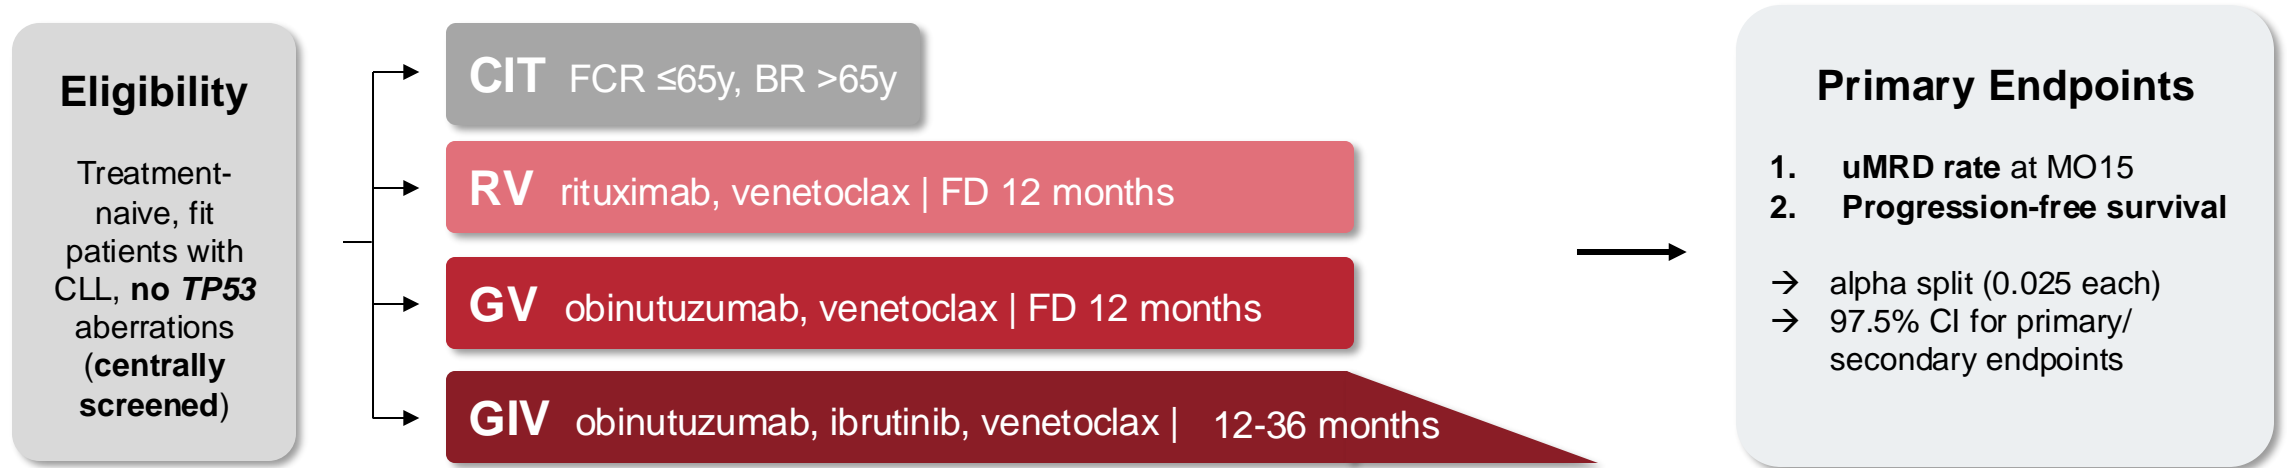 Eligibility
Treatment-
naive, fit
patients with
CLL, no TP53
aberrations
(centrally
screened)
CIT FCR ≤65y, BR >65y
RV rituximab, venetoclax | FD 12 months
GV obinutuzumab, venetoclax | FD 12 months
GIV obinutuzumab, ibrutinib, venetoclax | 12-36 months
Primary Endpoints
1. uMRD rate at MO15
2. Progression-free survival
→ alpha split (0.025 each)
→ 97.5% CI for primary/
secondary endpoints